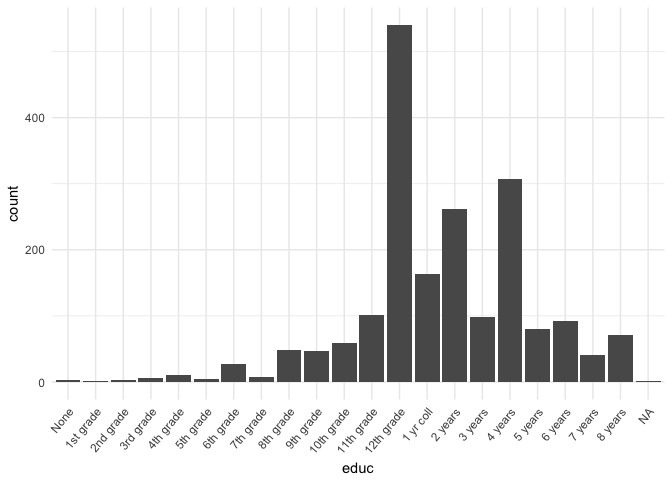 count
400
200
0
None
1st grade
2nd grade
3rd grade
4th grade
5th grade
6th grade
7th grade
8th grade
9th grade
10th grade
11th grade
12th grade
1 yr coll
2 years
3 years
4 years
5 years
6 years
7 years
8 years
NA
educ